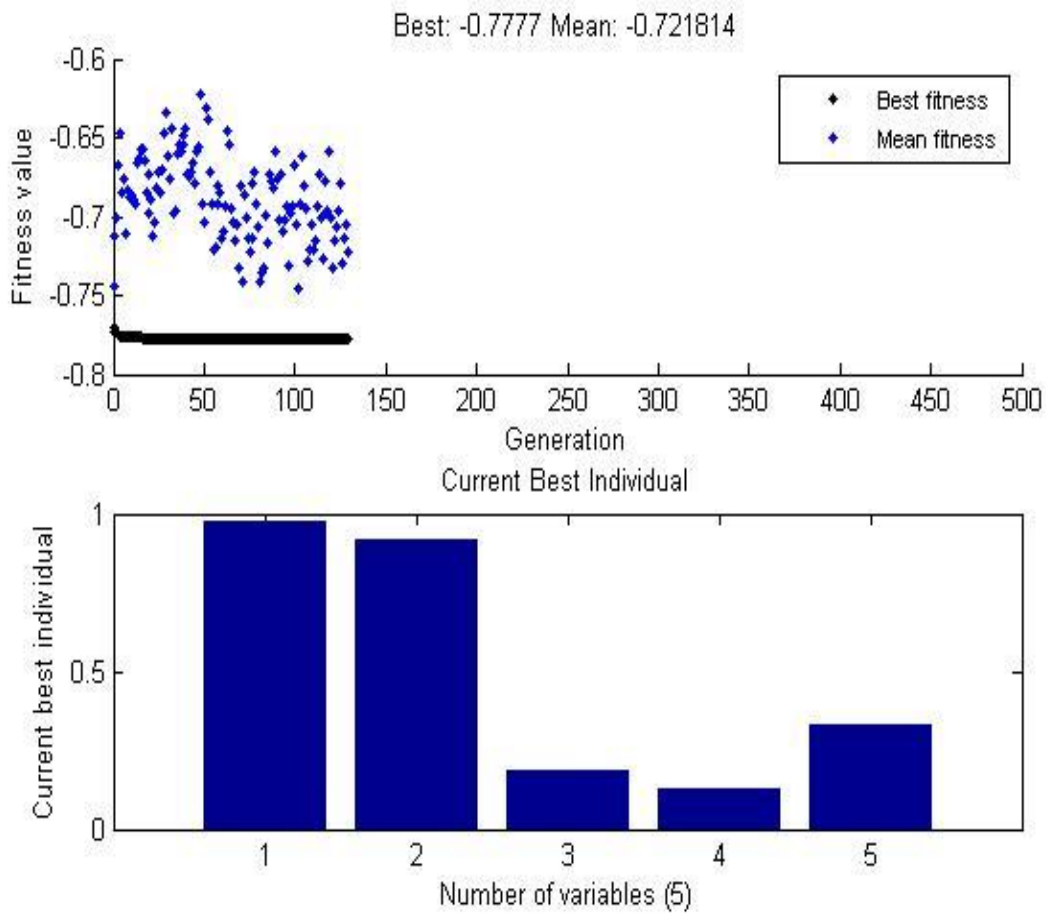 Best: -0.7777 Mean: -0.721814
-0.6
-0.65
-0.7
-0.75
-0.8
Fitness value
Best fitness
Mean fitness
0 50 100 150 200 250 300 350 400 450 500
Generation
Current Best Individual
1
0.5
0
Current best individual
1 2 3 4 5
Number of variables (5)